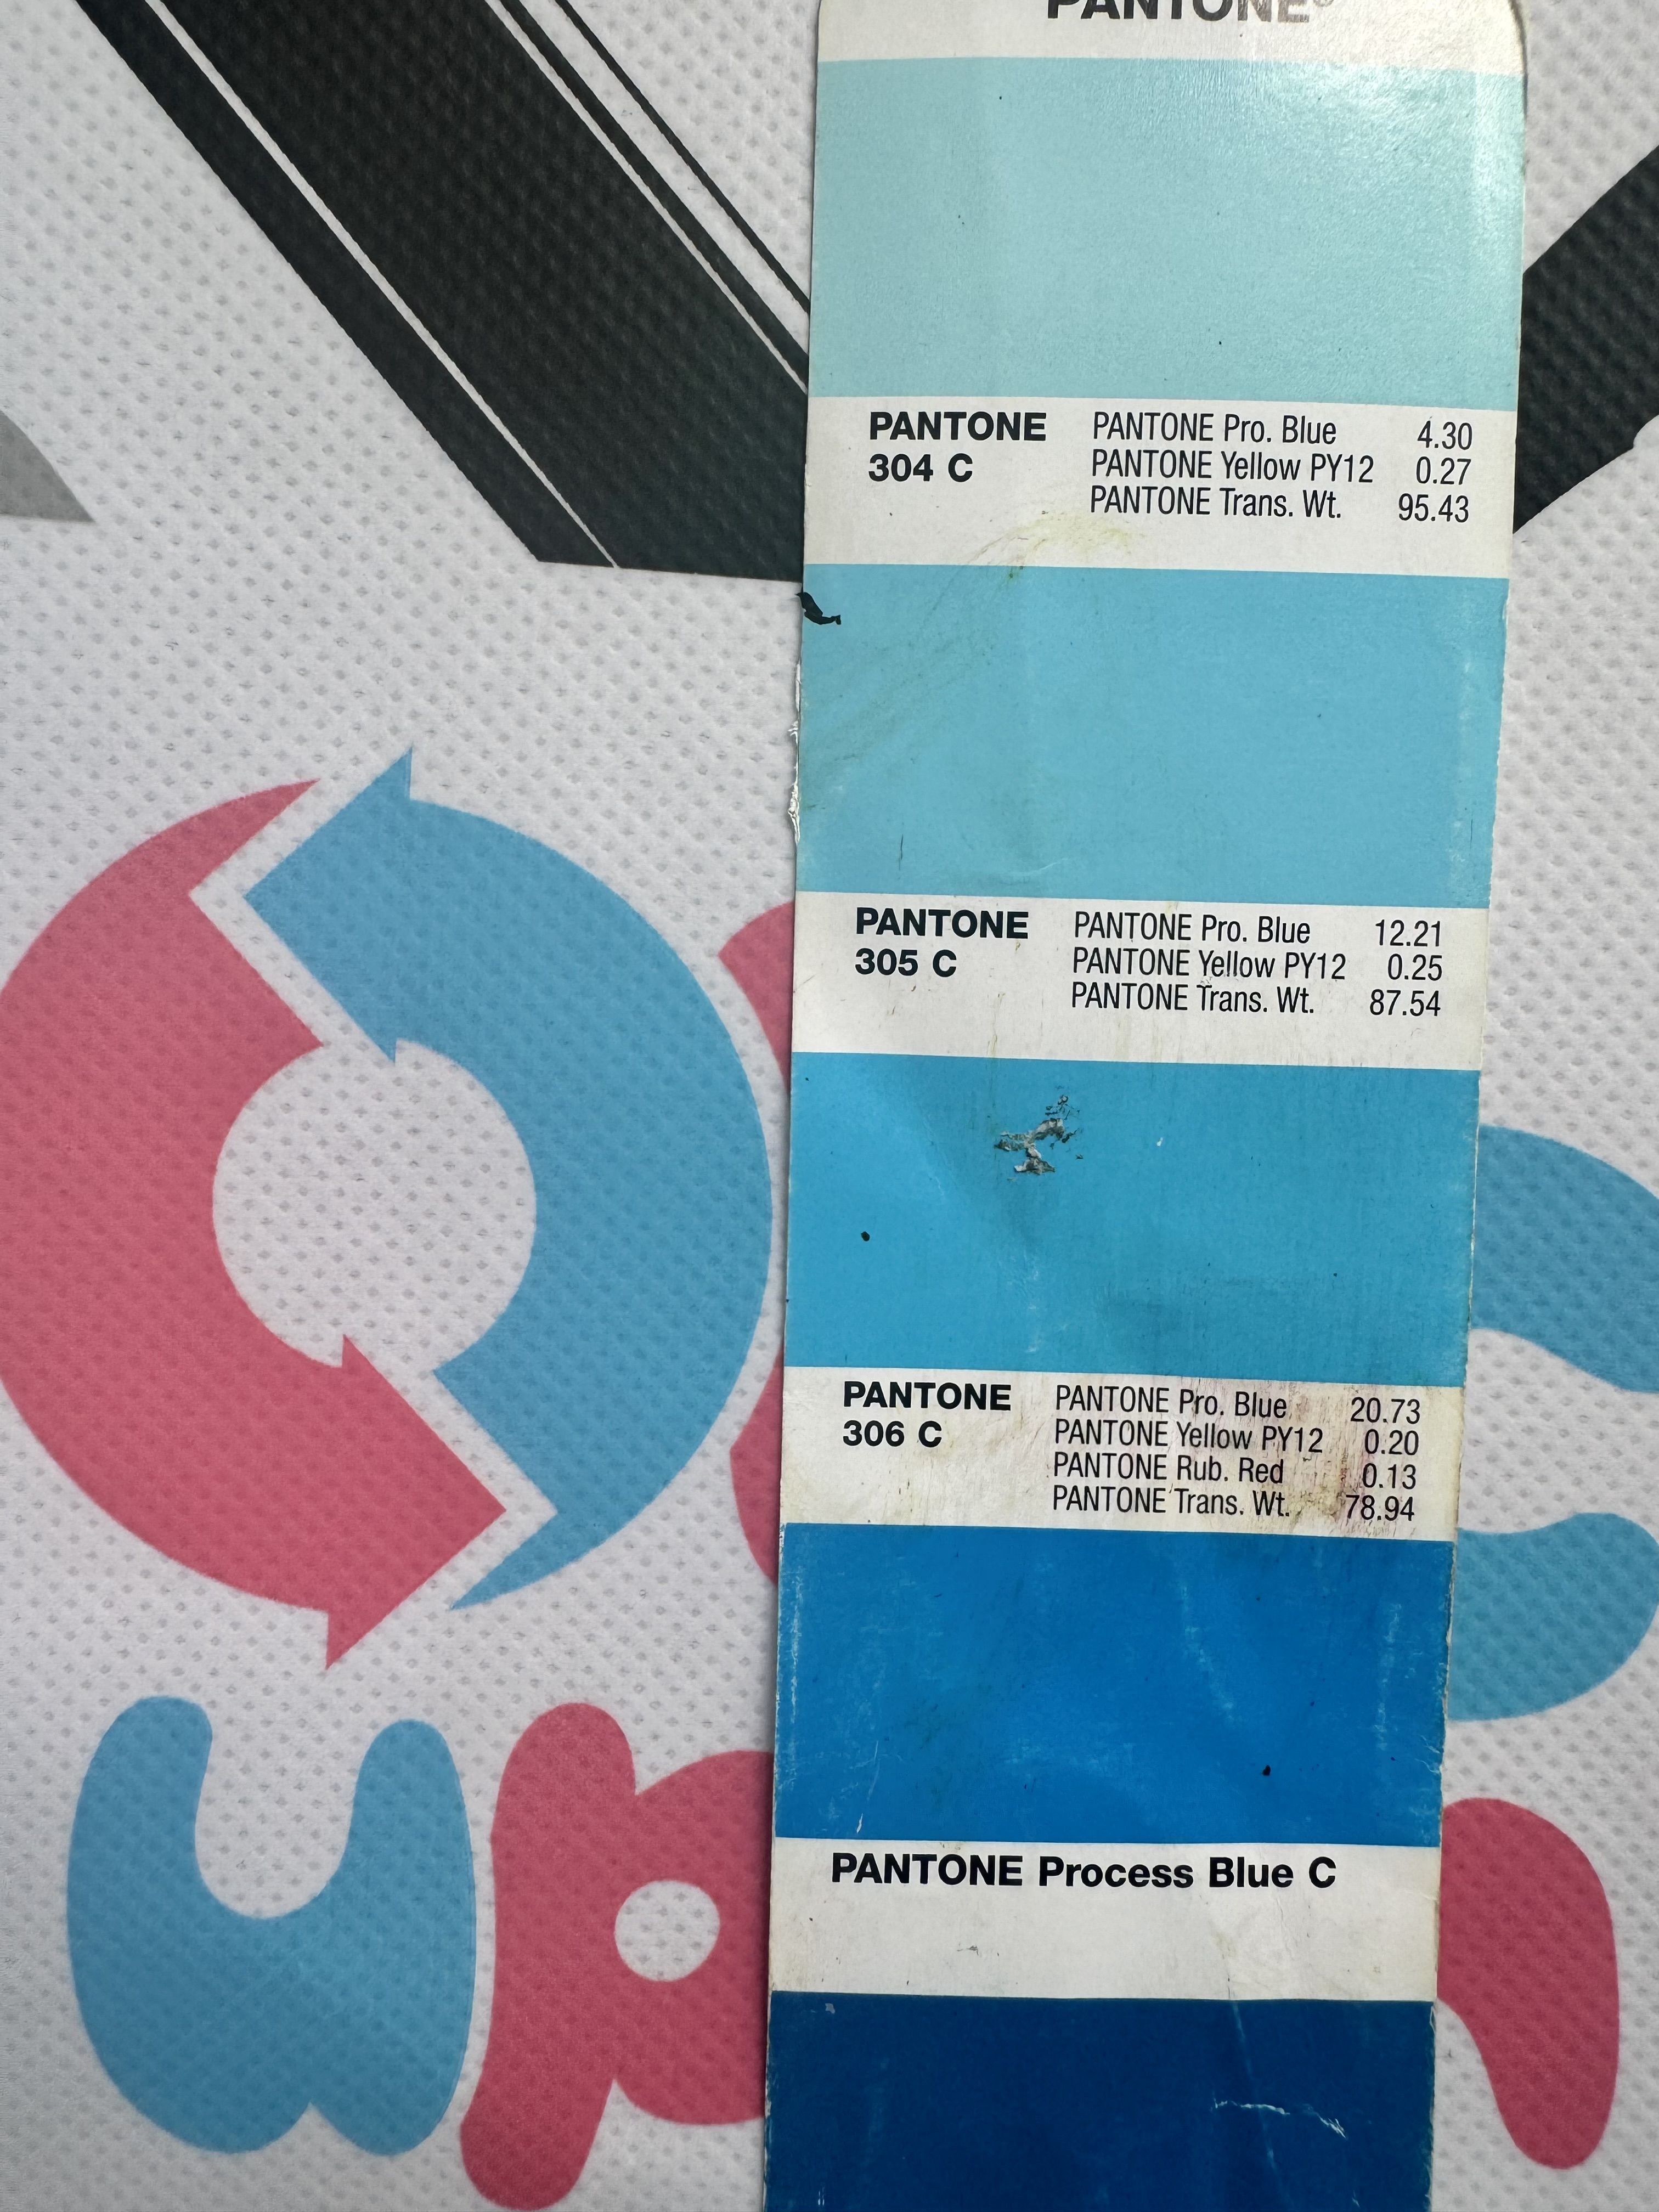 PANTONE®
PANTONE 304 C
PANTONE Pro. Blue 4.30
PANTONE Yellow PY12 0.27
PANTONE Trans. Wt. 95.43
PANTONE 305 C
PANTONE Pro. Blue 12.21
PANTONE Yellow PY12 0.25
PANTONE Trans. Wt. 87.54
PANTONE 306 C
PANTONE Pro. Blue 20.73
PANTONE Yellow PY12 0.20
PANTONE Rub. Red 0.13
PANTONE Trans. Wt. 78.94
PANTONE Process Blue C